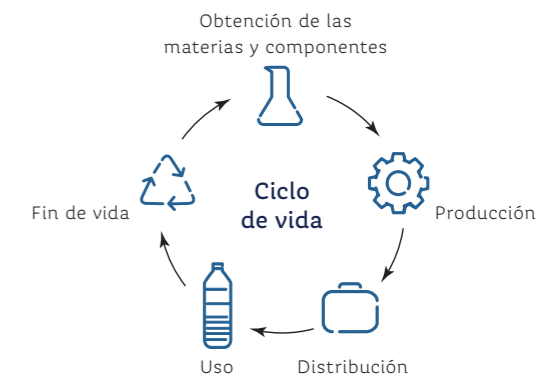 Obtención de las
materias y componentes
Ciclo
de vida
Producción
Fin de vida
Distribución
Uso